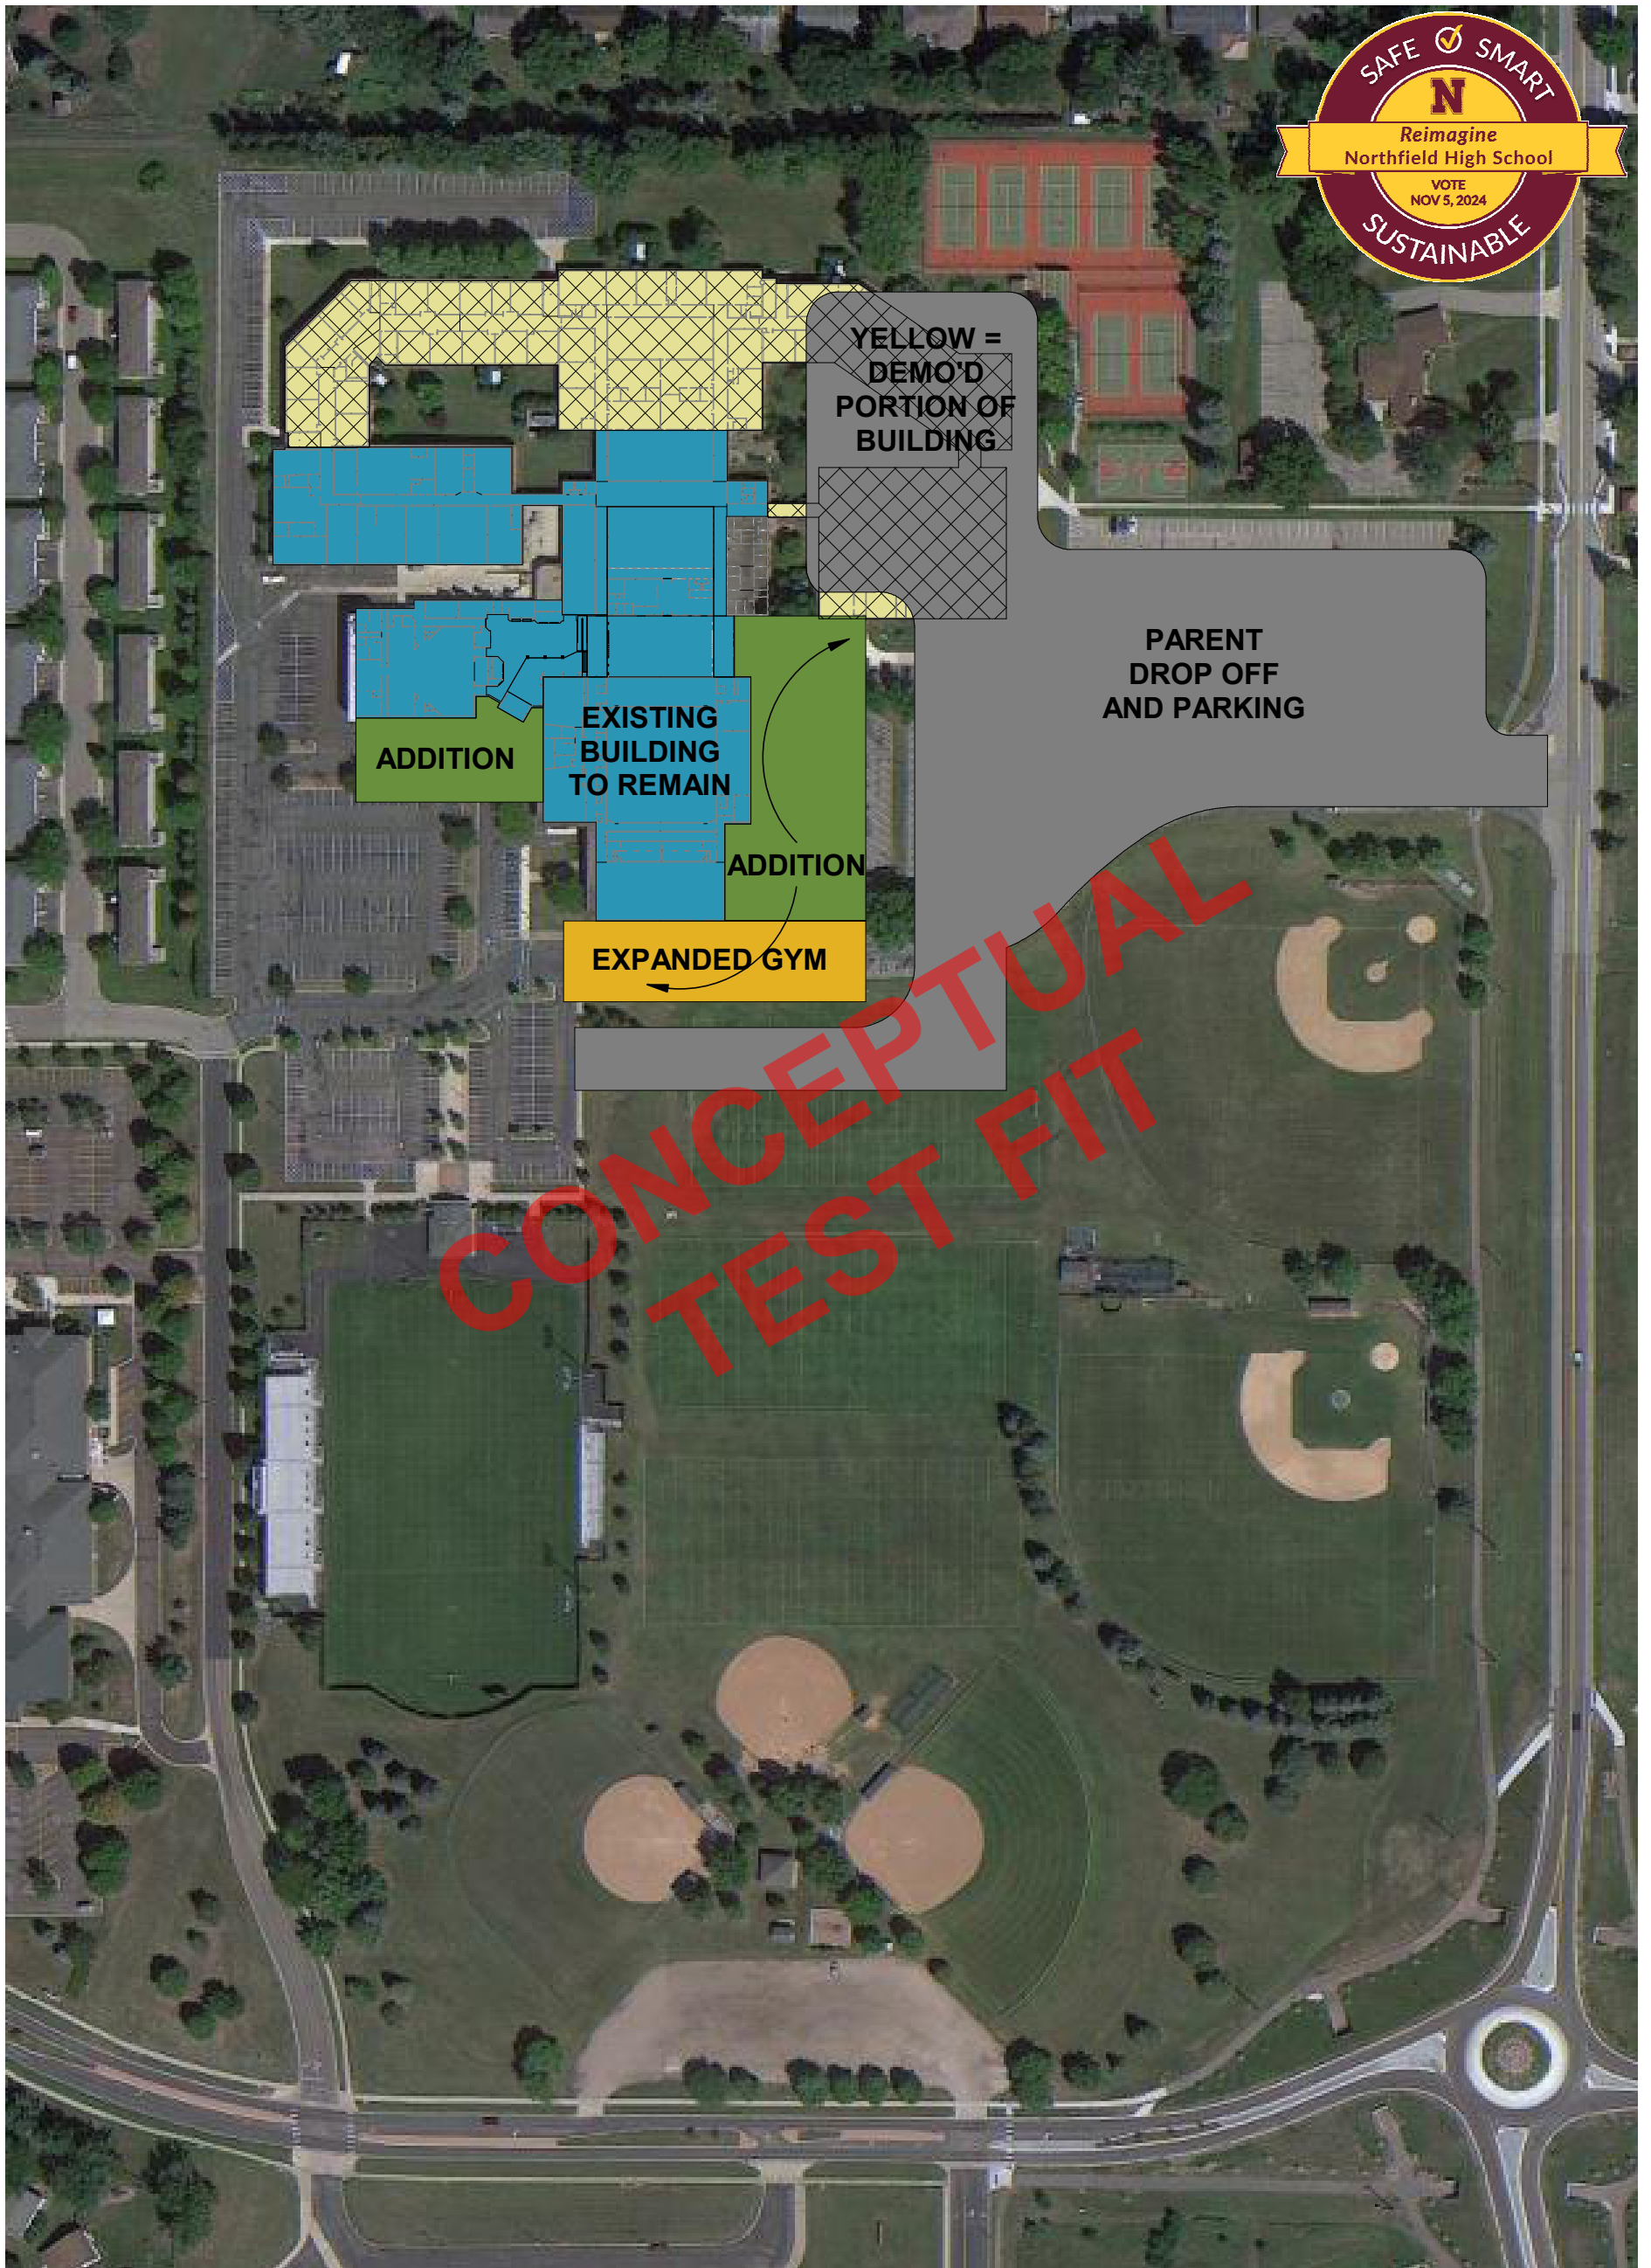 SAFE SMART
N
Reimagine
Northfield High School
VOTE
NOV 5, 2024
SUSTAINABLE
YELLOW =
DEMO'D
PORTION OF
BUILDING
PARENT
DROP OFF
AND PARKING
EXISTING
BUILDING
TO REMAIN
ADDITION
ADDITION
EXPANDED GYM
CONCEPTUAL
TEST FIT